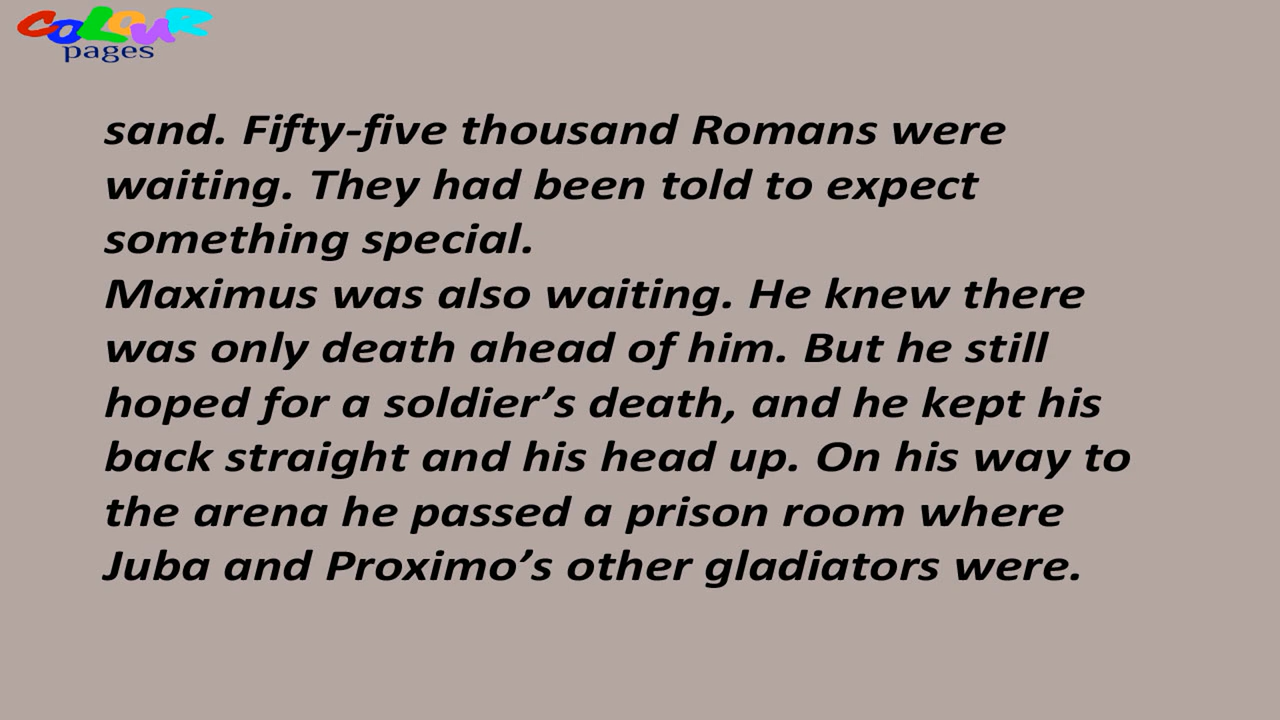 COLOUR
pages
sand. Fifty-five thousand Romans were
waiting. They had been told to expect
something special.
Maximus was also waiting. He knew there
was only death ahead of him. But he still
hoped for a soldier’s death, and he kept his
back straight and his head up. On his way to
the arena he passed a prison room where
Juba and Proximo’s other gladiators were.